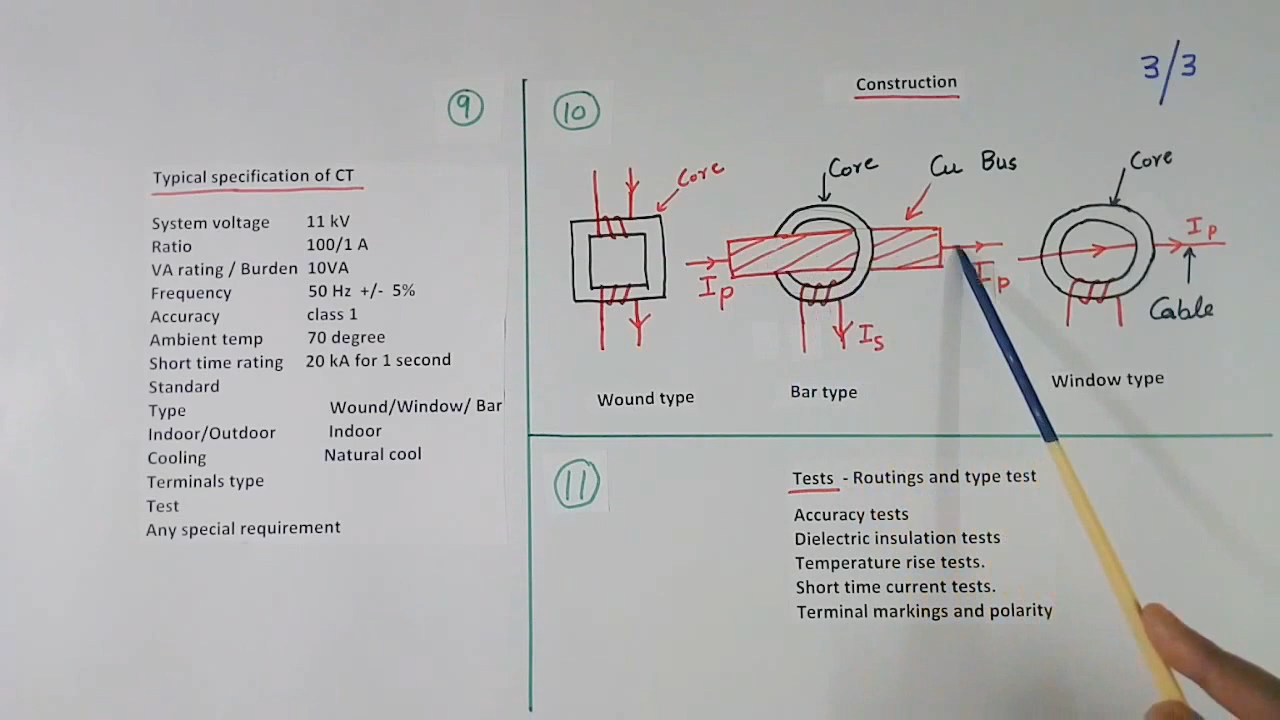 3/3
9
Typical specification of CT
System voltage 11 kV
Ratio 100/1 A
VA rating / Burden 10VA
Frequency 50 Hz +/- 5%
Accuracy class 1
Ambient temp 70 degree
Short time rating 20 kA for 1 second
Standard
Type Wound/Window/ Bar
Indoor/Outdoor Indoor
Cooling Natural cool
Terminals type
Test
Any special requirement
10
Construction
Core
Wound type
Core
Cu Bus
Ip
Ip
Is
Bar type
Core
Ip
Cable
Window type
11
Tests - Routings and type test
Accuracy tests
Dielectric insulation tests
Temperature rise tests.
Short time current tests.
Terminal markings and polarity